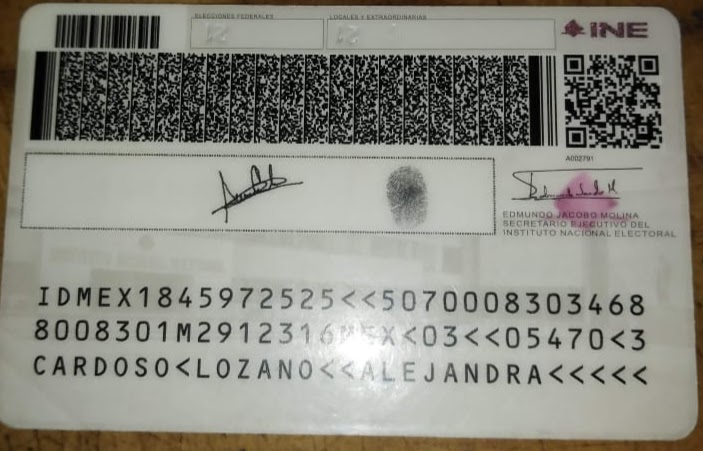 ELECCIONES FEDERALES
LOCALES Y EXTRAORDINARIAS
INE
A002791
EDMUNDO JACOBO MOLINA
SECRETARIO EJECUTIVO DEL
INSTITUTO NACIONAL ELECTORAL
IDMEX1845972525<<5070008303468
8008301M2912316MEX<03<<05470<3
CARDOSO<LOZANO<<ALEJANDRA<<<<<